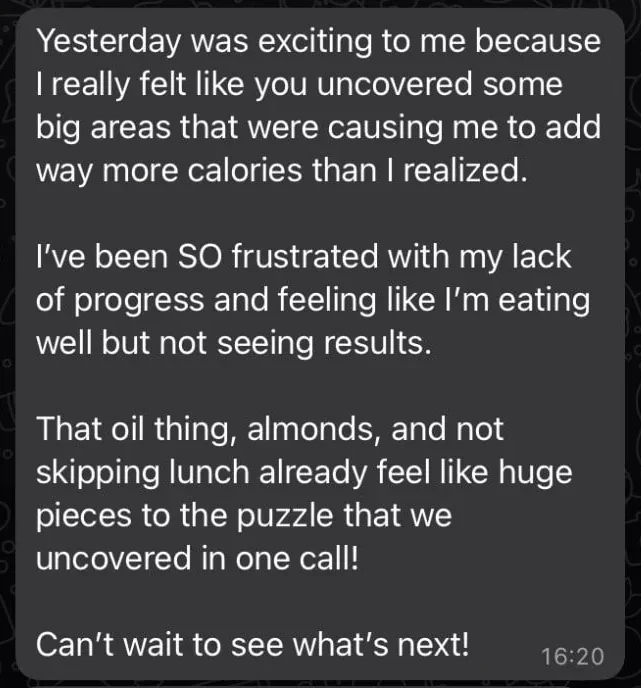 Yesterday was exciting to me because
I really felt like you uncovered some
big areas that were causing me to add
way more calories than I realized.
I’ve been SO frustrated with my lack
of progress and feeling like I’m eating
well but not seeing results.
That oil thing, almonds, and not
skipping lunch already feel like huge
pieces to the puzzle that we
uncovered in one call!
Can’t wait to see what’s next!
16:20